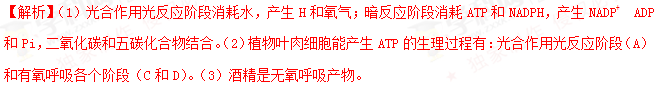 【解析】（1）光合作用光反应阶段消耗水，产生 H 和氧气；暗反应阶段消耗 ATP 和 NADPH，产生 NADP⁺ ADP
和 Pi，二氧化碳和五碳化合物结合。（2）植物叶肉细胞能产生 ATP 的生理过程有：光合作用光反应阶段（A）
和有氧呼吸各个阶段（C 和 D）。（3）酒精是无氧呼吸产物。